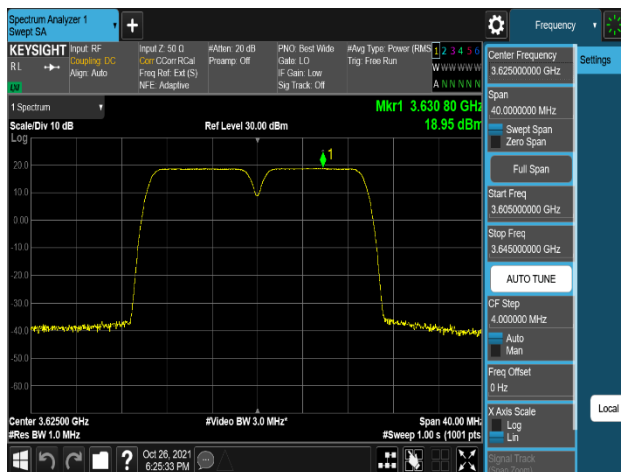 Spectrum Analyzer 1
Swept SA
Frequency
KEYSIGHT
Input: RF
Coupling: DC
Align: Auto
Input Z: 50 Ω
Corr CCorr RCal
Freq Ref: Ext (S)
NFE: Adaptive
#Atten: 20 dB
Preamp: Off
PNO: Best Wide
Gate: LO
IF Gain: Low
Sig Track: Off
#Avg Type: Power (RMS
Trig: Free Run
1 2 3 4 5 6
W W W W W W
A N N N N N
R L
LXI
Center Frequency
3.625000000 GHz
Settings
Span
40.0000000 MHz
Swept Span
Zero Span
Full Span
Start Freq
3.605000000 GHz
Stop Freq
3.645000000 GHz
AUTO TUNE
CF Step
4.000000 MHz
Auto
Man
Freq Offset
0 Hz
X Axis Scale
Log
Lin
Local
Signal Track
(Span Zoom)
1 Spectrum
Mkr1 3.630 80 GHz
Scale/Div 10 dB
Ref Level 30.00 dBm
18.95 dBm
Log
1
20.0
10.0
0.00
-10.0
-20.0
-30.0
-40.0
-50.0
-60.0
Center 3.62500 GHz
#Video BW 3.0 MHz*
Span 40.00 MHz
#Res BW 1.0 MHz
#Sweep 1.00 s (1001 pts
?
Oct 26, 2021
6:25:33 PM